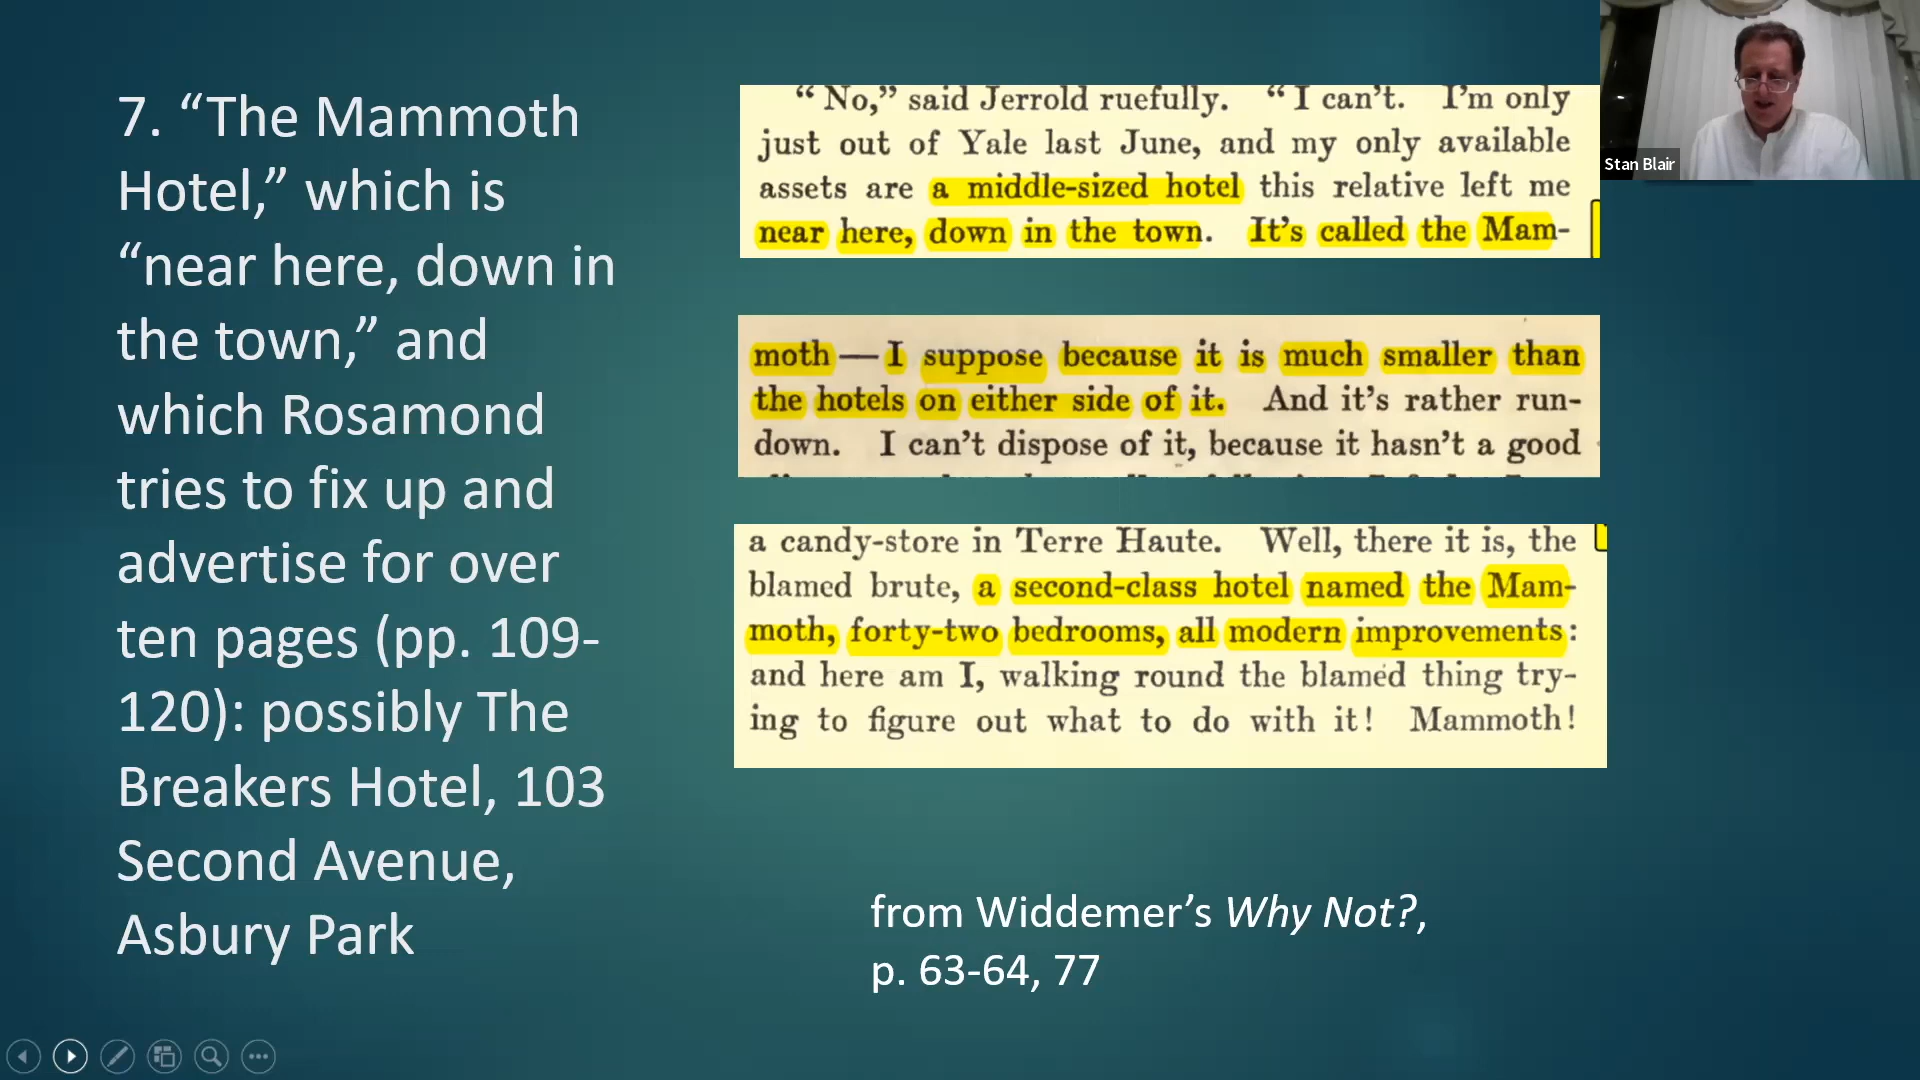 7. “The Mammoth
Hotel,” which is
“near here, down in
the town,” and
which Rosamond
tries to fix up and
advertise for over
ten pages (pp. 109-
120): possibly The
Breakers Hotel, 103
Second Avenue,
Asbury Park
“No,” said Jerrold ruefully. “I can’t. I’m only
just out of Yale last June, and my only available
assets are a middle-sized hotel this relative left me
near here, down in the town. It’s called the Mam-
moth—I suppose because it is much smaller than
the hotels on either side of it. And it’s rather run-
down. I can’t dispose of it, because it hasn’t a good
a candy-store in Terre Haute. Well, there it is, the
blamed brute, a second-class hotel named the Mam-
moth, forty-two bedrooms, all modern improvements:
and here am I, walking round the blamed thing try-
ing to figure out what to do with it! Mammoth!
from Widdemer’s Why Not?,
p. 63-64, 77
Stan Blair